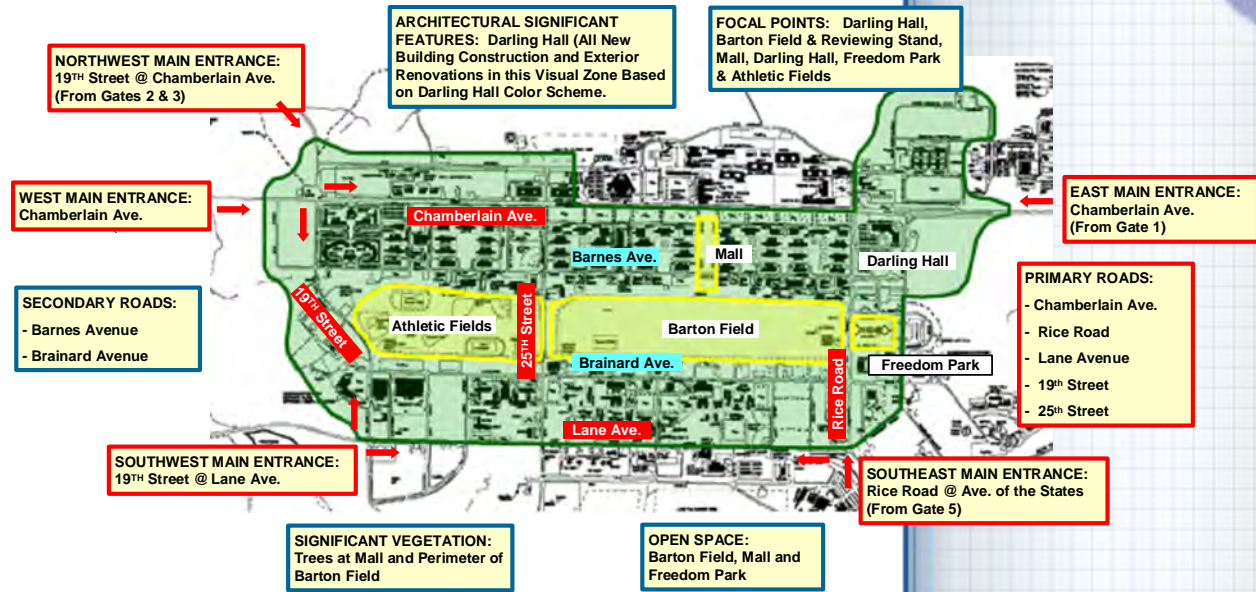 ARCHITECTURAL SIGNIFICANT
FEATURES: Darling Hall (All New
Building Construction and Exterior
Renovations in this Visual Zone Based
on Darling Hall Color Scheme.
FOCAL POINTS: Darling Hall,
Barton Field & Reviewing Stand,
Mall, Darling Hall, Freedom Park
& Athletic Fields
NORTHWEST MAIN ENTRANCE:
19TH Street @ Chamberlain Ave.
(From Gates 2 & 3)
WEST MAIN ENTRANCE:
Chamberlain Ave.
EAST MAIN ENTRANCE:
Chamberlain Ave.
(From Gate 1)
Chamberlain Ave.
Barnes Ave.
Mall
Darling Hall
SECONDARY ROADS:
- Barnes Avenue
- Brainard Avenue
19TH Street
Athletic Fields
25TH Street
Barton Field
Brainard Ave.
Rice Road
Freedom Park
Lane Ave.
PRIMARY ROADS:
- Chamberlain Ave.
- Rice Road
- Lane Avenue
- 19th Street
- 25th Street
SOUTHWEST MAIN ENTRANCE:
19TH Street @ Lane Ave.
SOUTHEAST MAIN ENTRANCE:
Rice Road @ Ave. of the States
(From Gate 5)
SIGNIFICANT VEGETATION:
Trees at Mall and Perimeter of
Barton Field
OPEN SPACE:
Barton Field, Mall and
Freedom Park